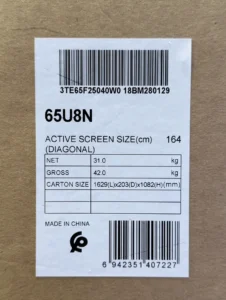 3TE65F25040W0 18BM280129
65U8N
ACTIVE SCREEN SIZE(cm) 164
(DIAGONAL)
NET 31.0 kg
GROSS 42.0 kg
CARTON SIZE 1629(L)x203(D)x1082(H)(mm)
MADE IN CHINA
6 942351 407227